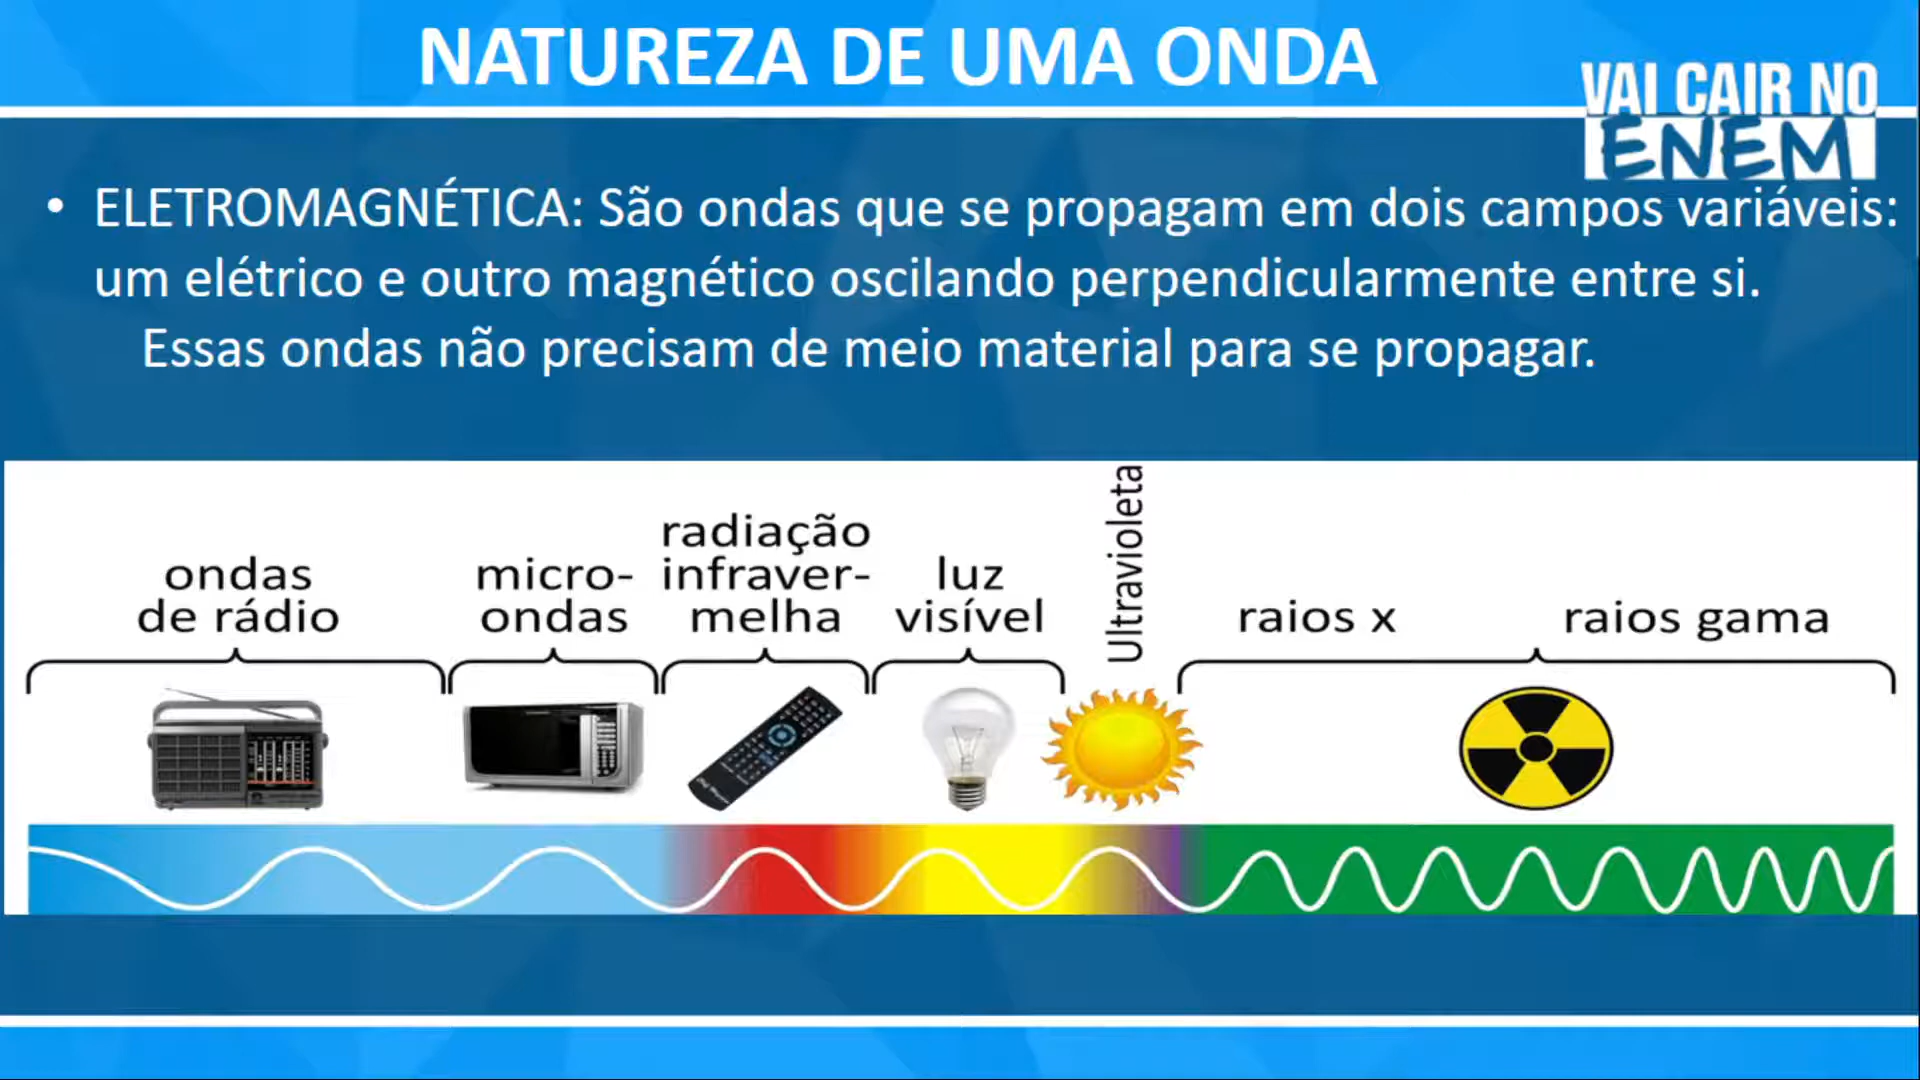 NATUREZA DE UMA ONDA
VAI CAIR NO
ENEM
• ELETROMAGNÉTICA: São ondas que se propagam em dois campos variáveis:
um elétrico e outro magnético oscilando perpendicularmente entre si.
Essas ondas não precisam de meio material para se propagar.
ondas
de rádio
micro-
ondas
radiação
infraver-
melha
luz
visível
Ultravioleta
raios x
raios gama